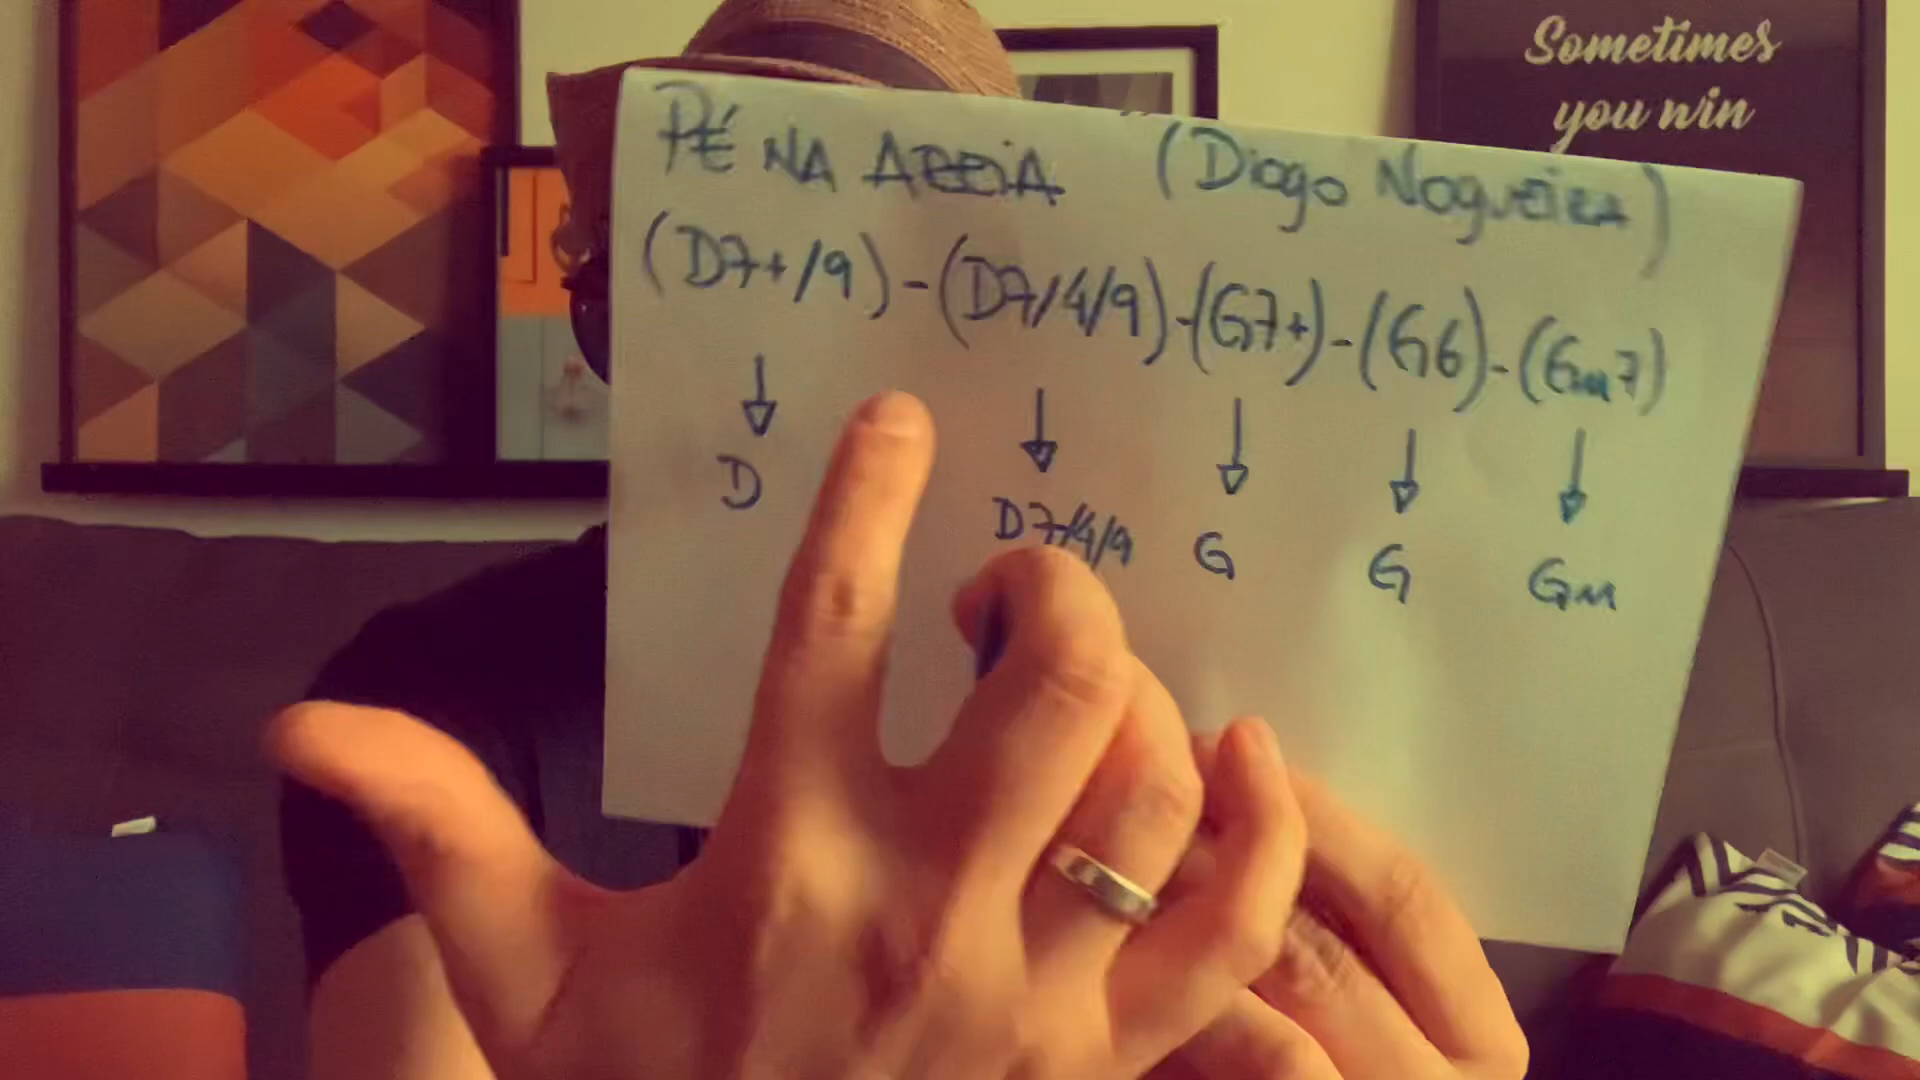 Sometimes
you win
PÉ NA AREIA (Diogo Nogueira)
(D7+/9) - (D7/4/9) - (G7+) - (G6) - (Gm7)
D D7/4/9 G G Gm